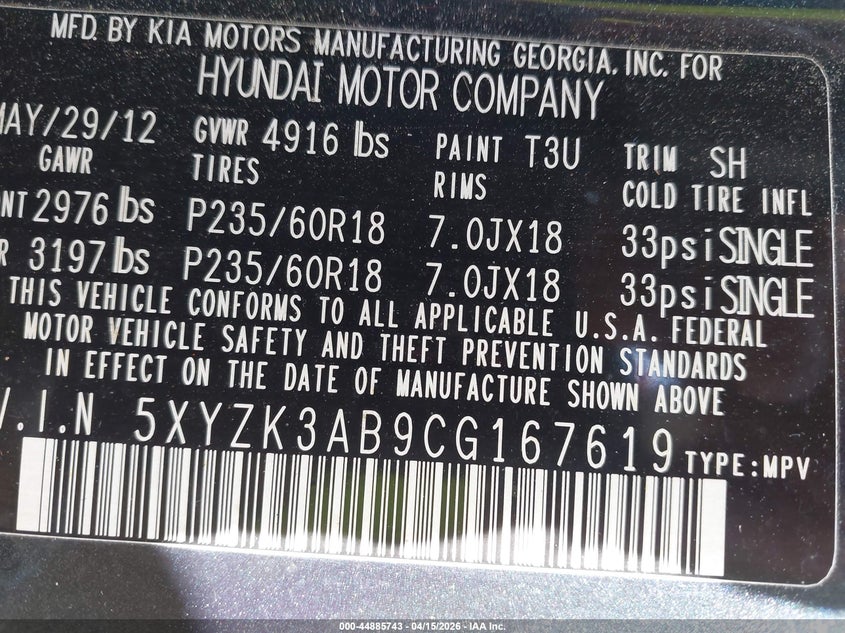 MFD. BY KIA MOTORS MANUFACTURING GEORGIA, INC. FOR
HYUNDAI MOTOR COMPANY
MAY/29/12 GVWR 4916 lbs PAINT T3U TRIM SH
GAWR TIRES RIMS COLD TIRE INFL
NT 2976 lbs P235/60R18 7.0JX18 33psi SINGLE
R 3197 lbs P235/60R18 7.0JX18 33psi SINGLE
THIS VEHICLE CONFORMS TO ALL APPLICABLE U.S.A. FEDERAL
MOTOR VEHICLE SAFETY AND THEFT PREVENTION STANDARDS
IN EFFECT ON THE DATE OF MANUFACTURE SHOWN ABOVE
V.I.N 5XYZK3AB9CG167619 TYPE:MPV
000-44885743 - 04/15/2026 - IAA Inc.